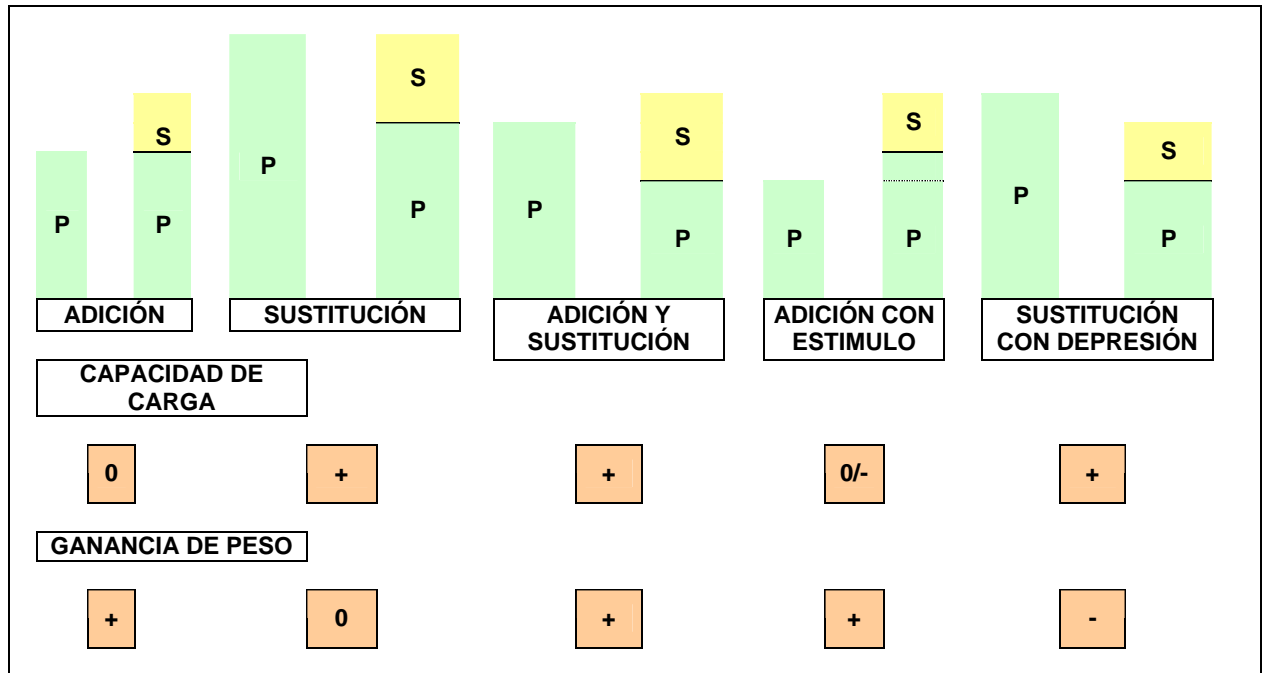 S
S
S
S
S
P
P
P
P
P
P
P
P
P
P
ADICIÓN
SUSTITUCIÓN
ADICIÓN Y
SUSTITUCIÓN
ADICIÓN CON
ESTIMULO
SUSTITUCIÓN
CON DEPRESIÓN
CAPACIDAD DE
CARGA
0
+
+
0/-
+
GANANCIA DE PESO
+
0
+
+
-